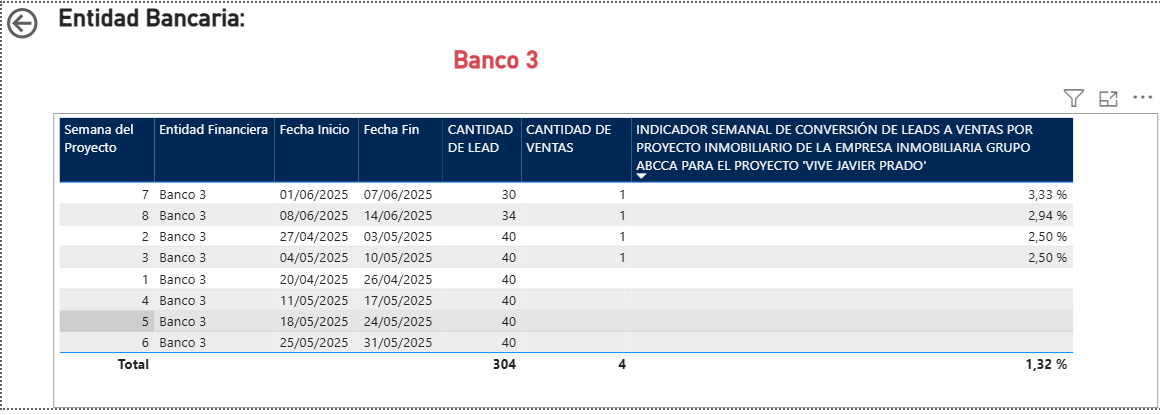 Entidad Bancaria:
Banco 3
Semana del Proyecto Entidad Financiera Fecha Inicio Fecha Fin CANTIDAD DE LEAD CANTIDAD DE VENTAS INDICADOR SEMANAL DE CONVERSIÓN DE LEADS A VENTAS POR PROYECTO INMOBILIARIO DE LA EMPRESA INMOBILIARIA GRUPO ABCCA PARA EL PROYECTO 'VIVE JAVIER PRADO'
7 Banco 3 01/06/2025 07/06/2025 30 1 3,33 %
8 Banco 3 08/06/2025 14/06/2025 34 1 2,94 %
2 Banco 3 27/04/2025 03/05/2025 40 1 2,50 %
3 Banco 3 04/05/2025 10/05/2025 40 1 2,50 %
1 Banco 3 20/04/2025 26/04/2025 40
4 Banco 3 11/05/2025 17/05/2025 40
5 Banco 3 18/05/2025 24/05/2025 40
6 Banco 3 25/05/2025 31/05/2025 40
Total 304 4 1,32 %